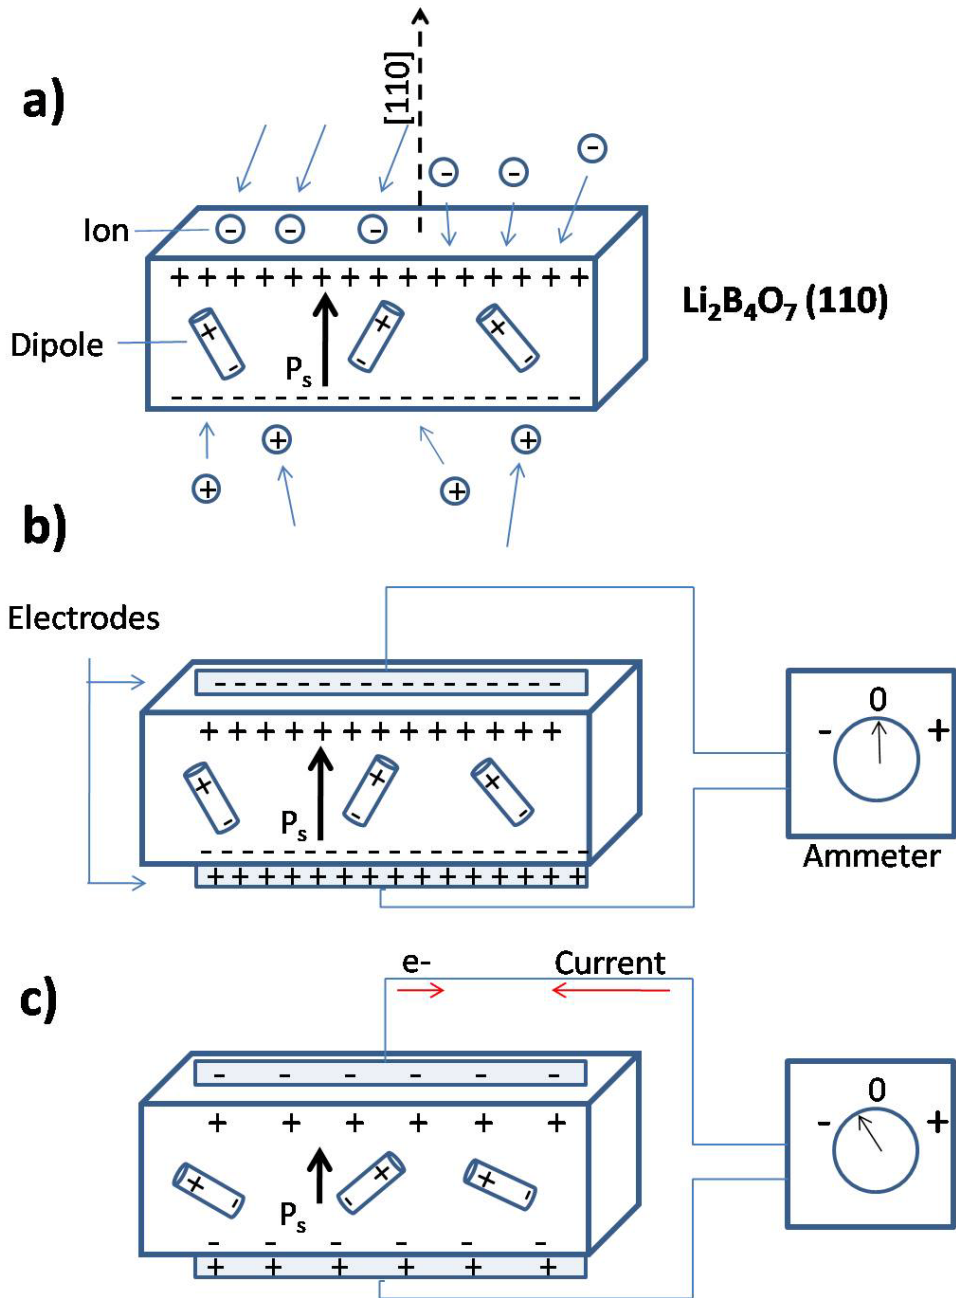 a)
[110]
- - -
Ion
- - -
+ + + + + + + + + + + + + + +
Li₂B₄O₇ (110)
Dipole
+ - + - + -
Pₛ
- - - - - - - - - - - - - - - - - - - - -
+ +
+ +
b)
Electrodes
- - - - - - - - - - - - - - - - -
0
- +
+ + + + + + + + + + + + +
+ - + - + -
Pₛ
- - - - - - - - - - - - - - - - - - - -
Ammeter
+ + + + + + + + + + + + + + +
c)
e- Current
- - - - - -
0
- +
+ + + + + +
+ - + - + -
Pₛ
- - - - - -
+ + + + + +